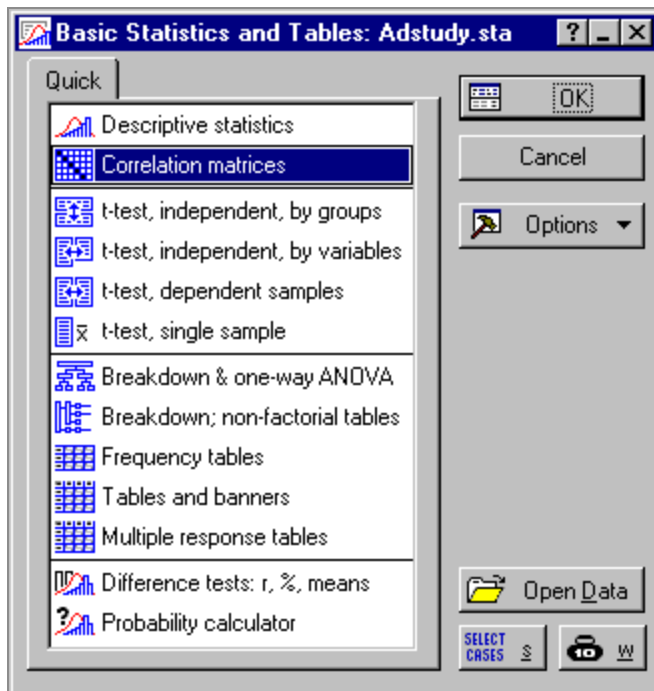 Basic Statistics and Tables: Adstudy.sta
Quick
Descriptive statistics
Correlation matrices
t-test, independent, by groups
t-test, independent, by variables
t-test, dependent samples
t-test, single sample
Breakdown & one-way ANOVA
Breakdown; non-factorial tables
Frequency tables
Tables and banners
Multiple response tables
Difference tests: r, %, means
Probability calculator
OK
Cancel
Options
Open Data
SELECT
CASES S
10 W